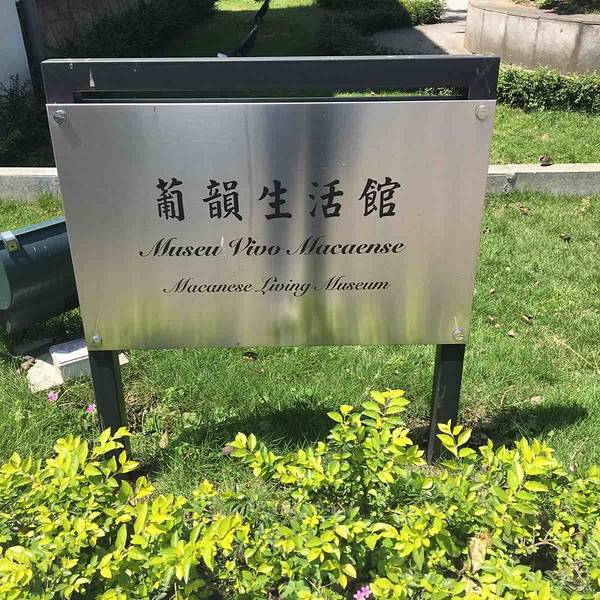 葡韻生活館
Museu Vivo Macaense
Macanese Living Museum